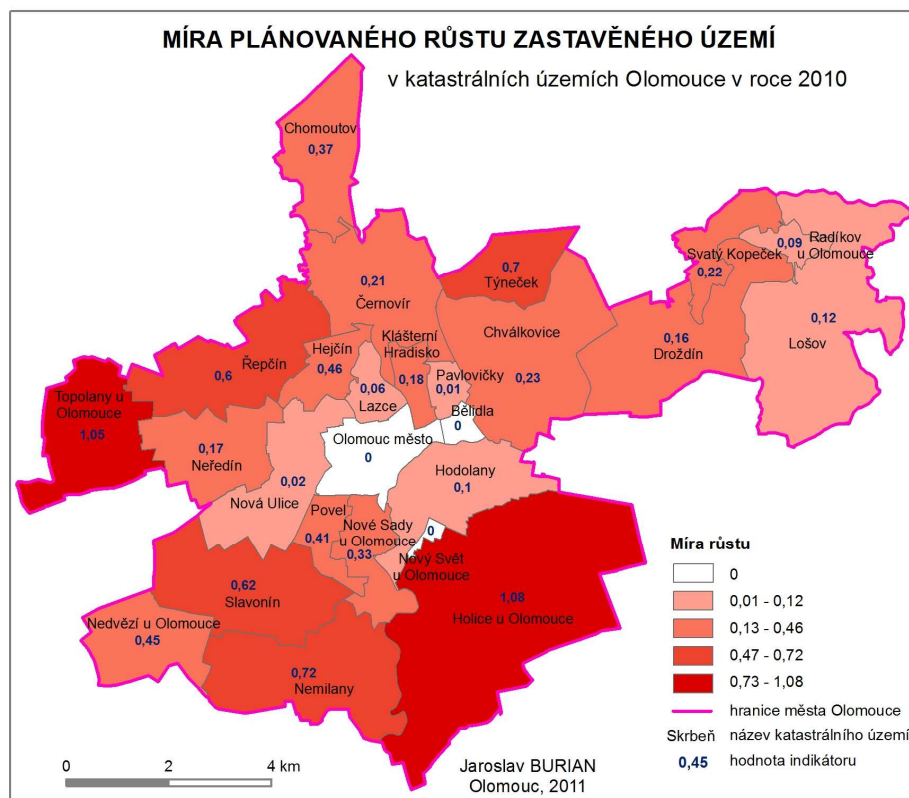 MÍRA PLÁNOVANÉHO RŮSTU ZASTAVĚNÉHO ÚZEMÍ
v katastrálních územích Olomouce v roce 2010
Chomoutov
0,37
0,21
Černovír
0,7
Týneček
Svatý Kopeček
0,22
0,09
Radíkov
u Olomouce
0,12
Lošov
0,16
Droždín
Chválkovice
0,23
Klášterní
Hradisko
0,18
Pavlovičky
0,01
Bělidla
0
Hejčín
0,46
0,06
Lazce
Řepčín
0,6
Topolany u
Olomouce
1,05
0,17
Neředín
Olomouc město
0
0,02
Nová Ulice
Hodolany
0,1
Povel
0,41
Nové Sady
u Olomouce
0,33
0
Nový Svět
u Olomouce
0,62
Slavonín
1,08
Holice u Olomouce
Nedvězí u Olomouce
0,45
0,72
Nemilany
Míra růstu
0
0,01 - 0,12
0,13 - 0,46
0,47 - 0,72
0,73 - 1,08
hranice města Olomouce
Skrbeň název katastrálního území
0,45 hodnota indikátoru
0 2 4 km
Jaroslav BURIAN
Olomouc, 2011